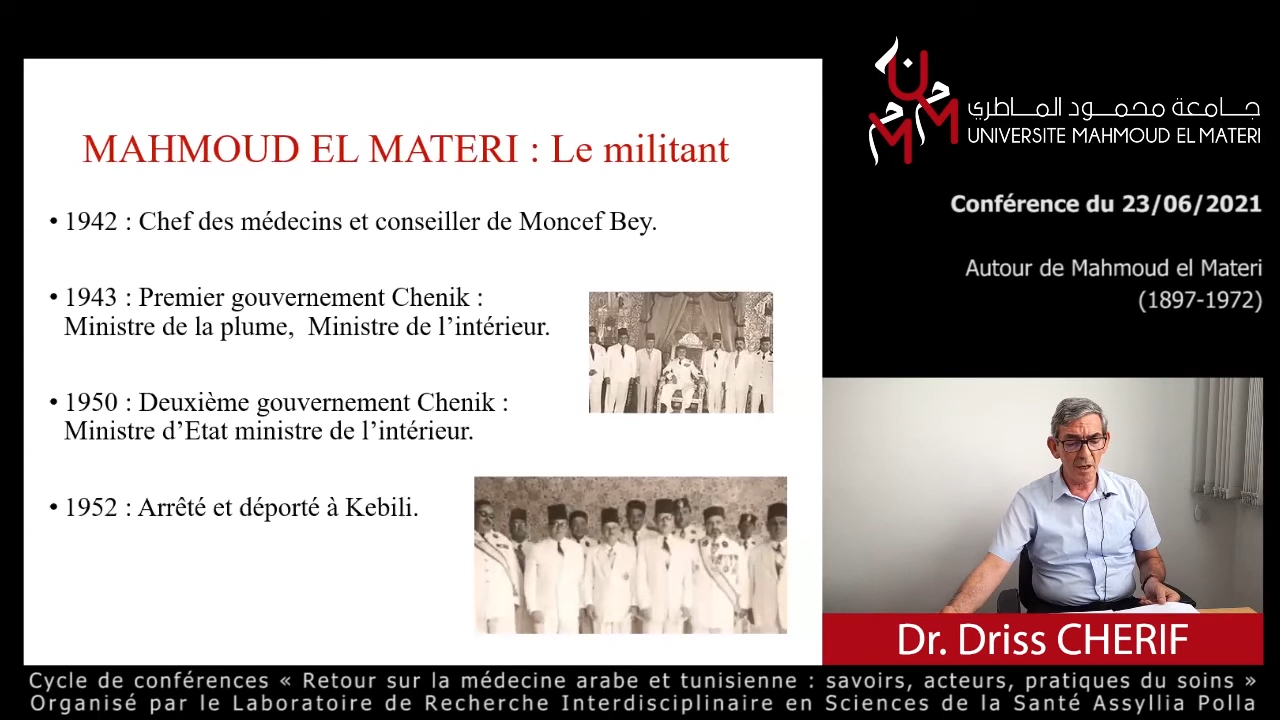 MAHMOUD EL MATERI : Le militant
• 1942 : Chef des médecins et conseiller de Moncef Bey.
• 1943 : Premier gouvernement Chenik :
Ministre de la plume, Ministre de l’intérieur.
• 1950 : Deuxième gouvernement Chenik :
Ministre d’Etat ministre de l’intérieur.
• 1952 : Arrêté et déporté à Kebili.
جامعة محمود الماطري
UNIVERSITE MAHMOUD EL MATERI
Conférence du 23/06/2021
Autour de Mahmoud el Materi
(1897-1972)
Dr. Driss CHERIF
Cycle de conférences « Retour sur la médecine arabe et tunisienne : savoirs, acteurs, pratiques du soins »
Organisé par le Laboratoire de Recherche Interdisciplinaire en Sciences de la Santé Assyllia Polla